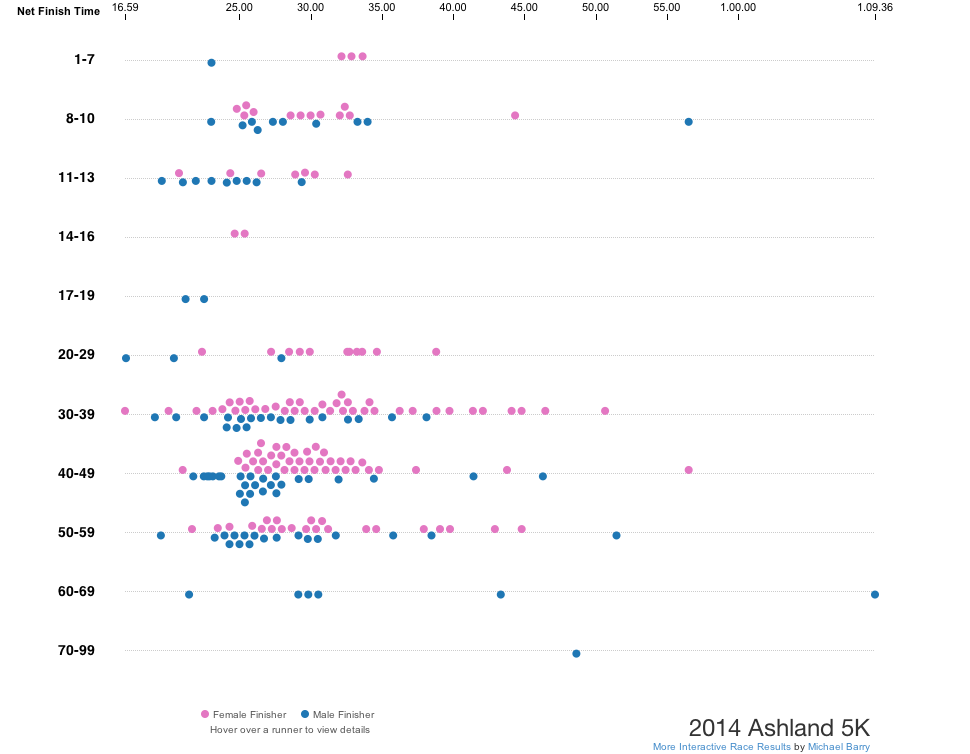 Net Finish Time 16.59 25.00 30.00 35.00 40.00 45.00 50.00 55.00 1.00.00 1.09.36
1-7
8-10
11-13
14-16
17-19
20-29
30-39
40-49
50-59
60-69
70-99
Female Finisher Male Finisher
Hover over a runner to view details
2014 Ashland 5K
More Interactive Race Results by Michael Barry